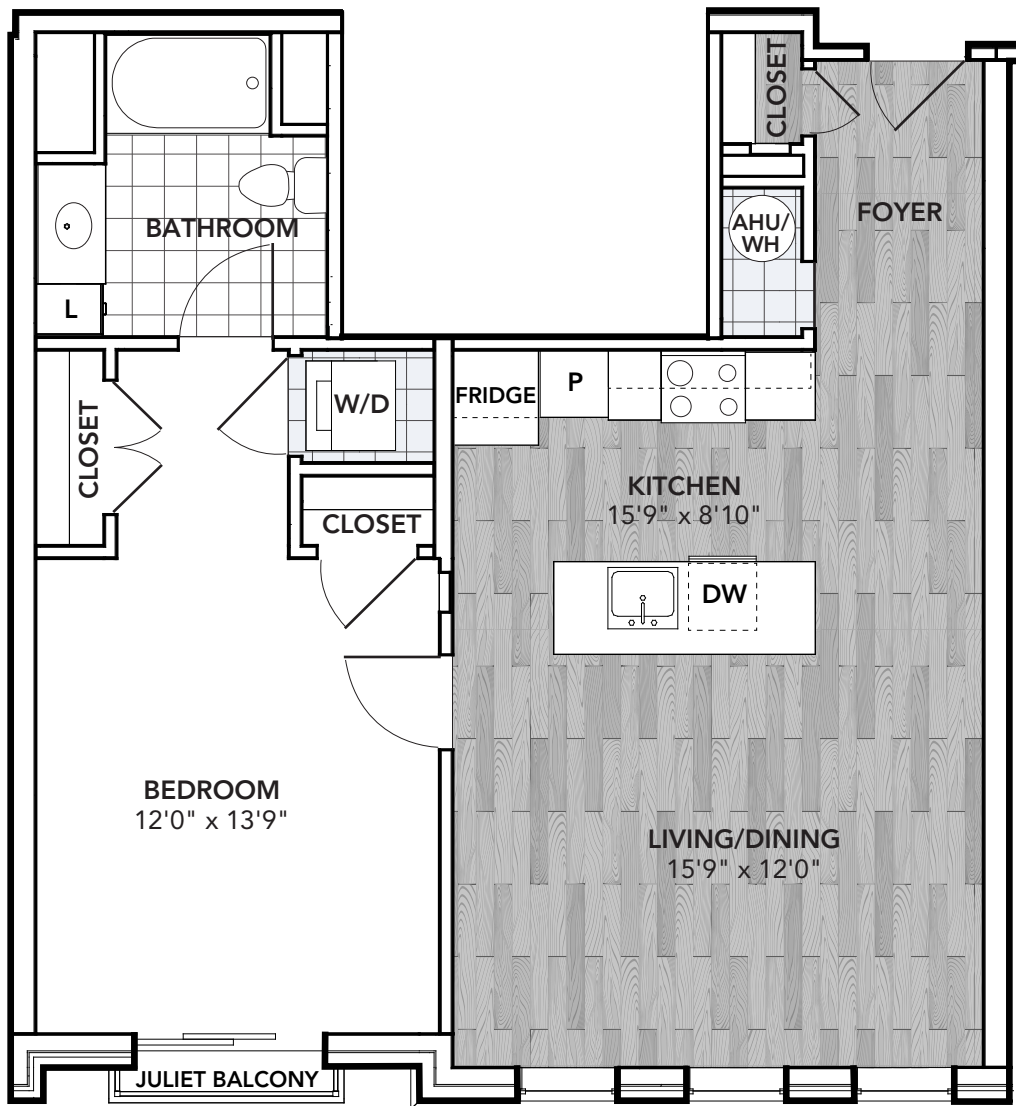 CLOSET
FOYER
AHU/
WH
BATHROOM
L
W/D
FRIDGE
P
CLOSET
CLOSET
KITCHEN
15'9" x 8'10"
DW
BEDROOM
12'0" x 13'9"
LIVING/DINING
15'9" x 12'0"
JULIET BALCONY